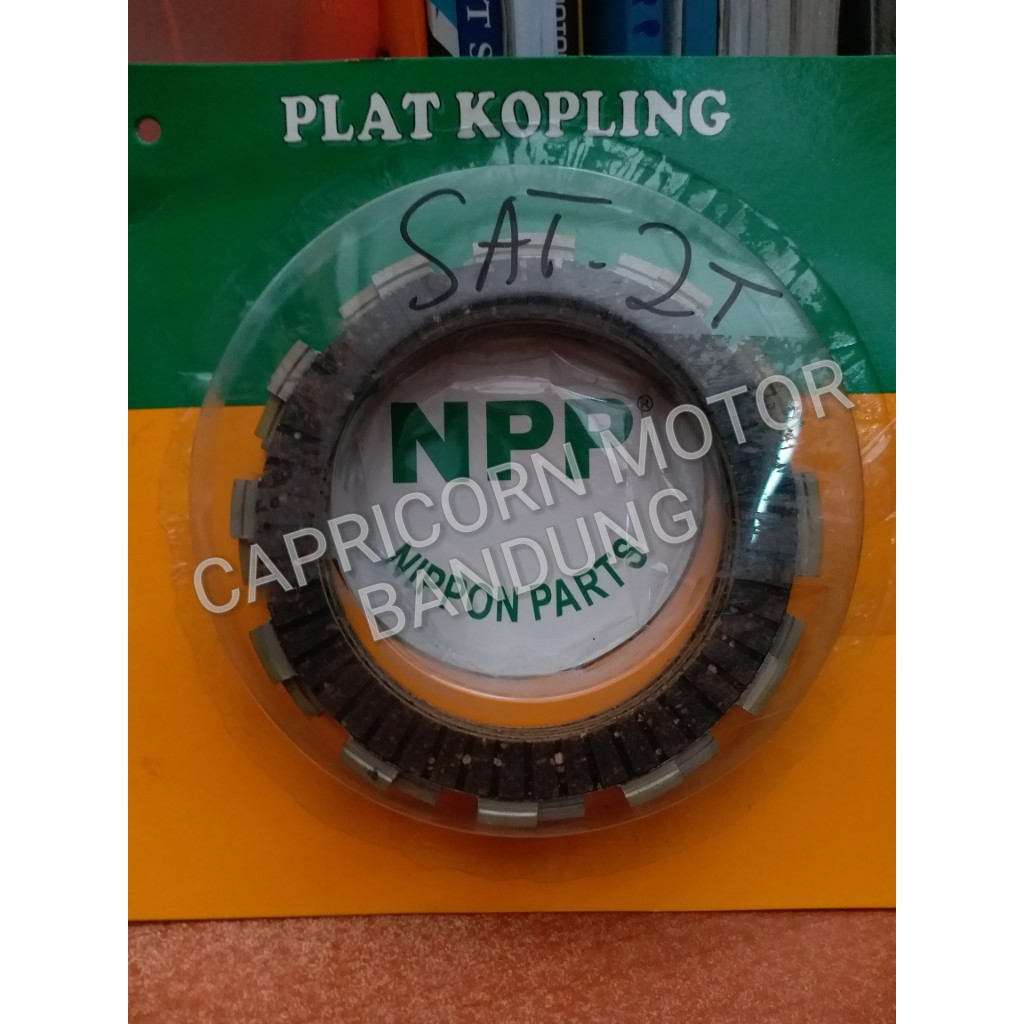 PLAT KOPLING
SAT-2T
NPP®
NIPPON PARTS
CAPRICORN MOTOR
BANDUNG